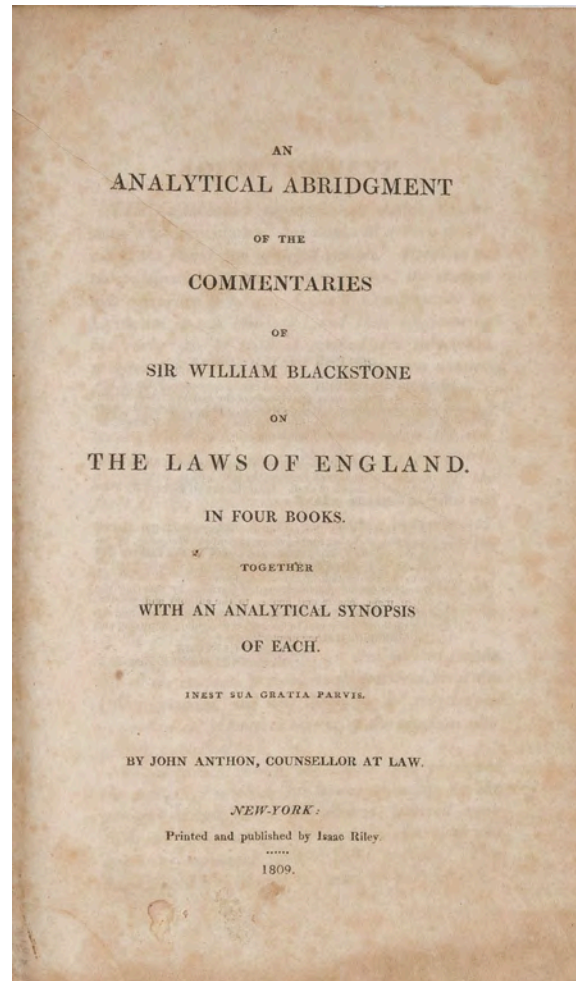 AN
ANALYTICAL ABRIDGMENT
OF THE
COMMENTARIES
OF
SIR WILLIAM BLACKSTONE
ON
THE LAWS OF ENGLAND.
IN FOUR BOOKS.
TOGETHER
WITH AN ANALYTICAL SYNOPSIS
OF EACH.
INEST SUA GRATIA PARVIS.
BY JOHN ANTHON, COUNSELLOR AT LAW.
NEW-YORK:
Printed and published by Isaac Riley.
1809.